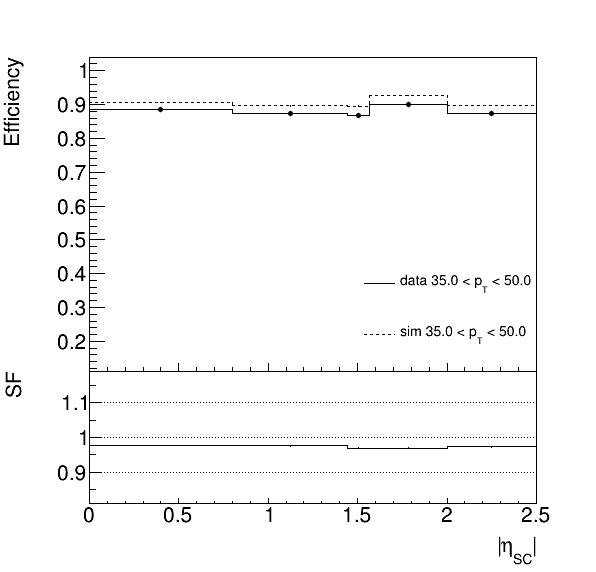 Efficiency
1
0.9
0.8
0.7
0.6
0.5
0.4
0.3
0.2
data 35.0 < p_T < 50.0
sim 35.0 < p_T < 50.0
SF
1.1
1
0.9
0 0.5 1 1.5 2 2.5
|η_SC|